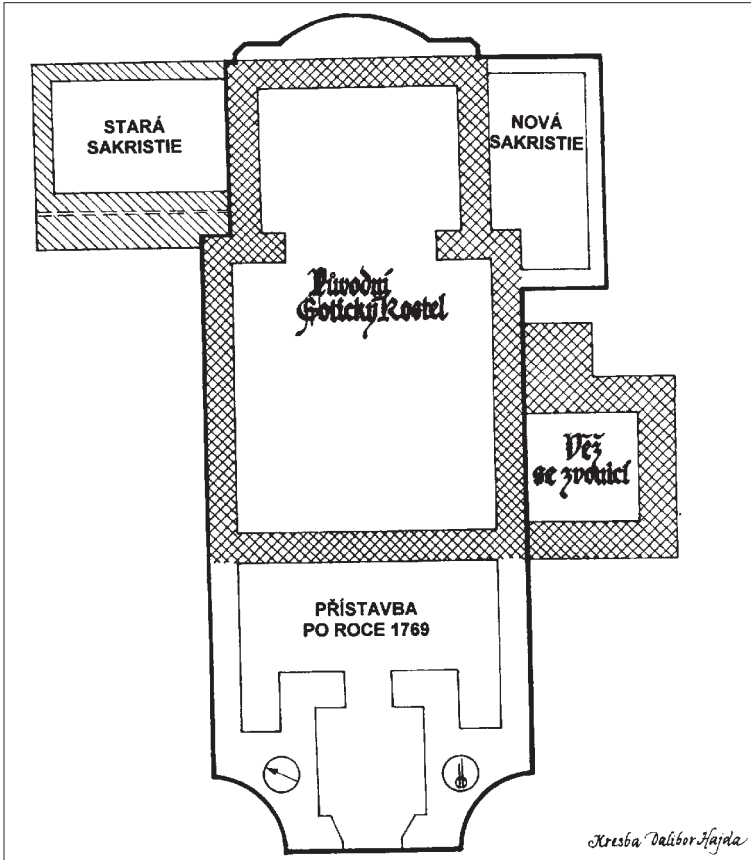 STARÁ
SAKRISTIE
NOVÁ
SAKRISTIE
Původní
Gotický kostel
Věž
se zvonicí
PŘÍSTAVBA
PO ROCE 1769
Kresba Dalibor Hajda